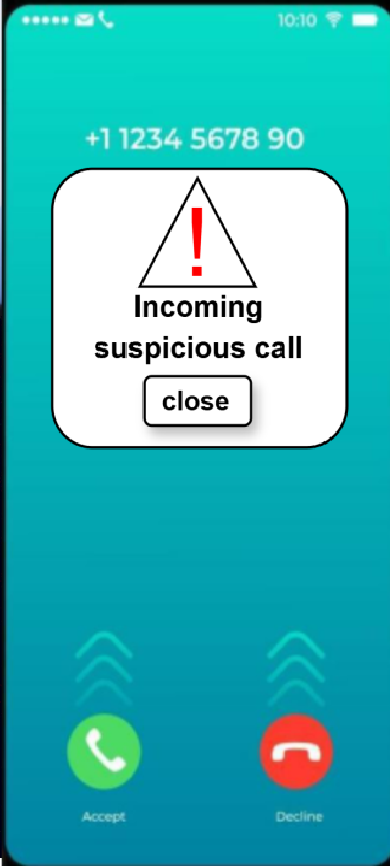 10:10
+1 1234 5678 90
!
Incoming
suspicious call
close
Accept
Decline